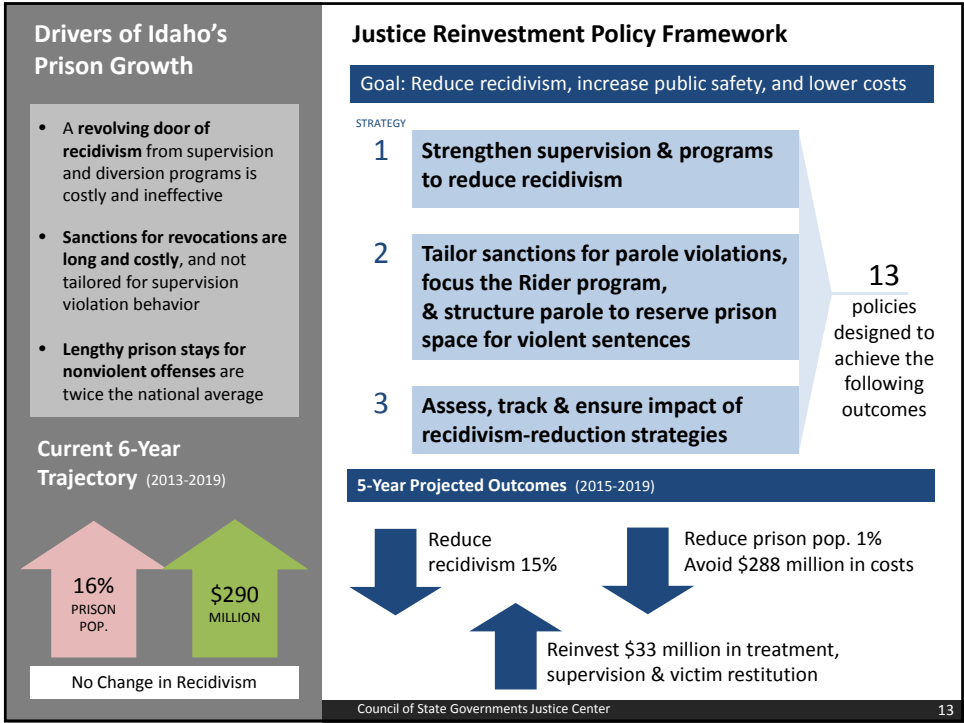 Drivers of Idaho's
Prison Growth
• A revolving door of
recidivism from supervision
and diversion programs is
costly and ineffective
• Sanctions for revocations are
long and costly, and not
tailored for supervision
violation behavior
• Lengthy prison stays for
nonviolent offenses are
twice the national average
Current 6-Year
Trajectory (2013-2019)
16%
PRISON
POP.
$290
MILLION
No Change in Recidivism
Justice Reinvestment Policy Framework
Goal: Reduce recidivism, increase public safety, and lower costs
STRATEGY
1 Strengthen supervision & programs
to reduce recidivism
2 Tailor sanctions for parole violations,
focus the Rider program,
& structure parole to reserve prison
space for violent sentences
3 Assess, track & ensure impact of
recidivism-reduction strategies
13
policies
designed to
achieve the
following
outcomes
5-Year Projected Outcomes (2015-2019)
Reduce
recidivism 15%
Reduce prison pop. 1%
Avoid $288 million in costs
Reinvest $33 million in treatment,
supervision & victim restitution
Council of State Governments Justice Center 13